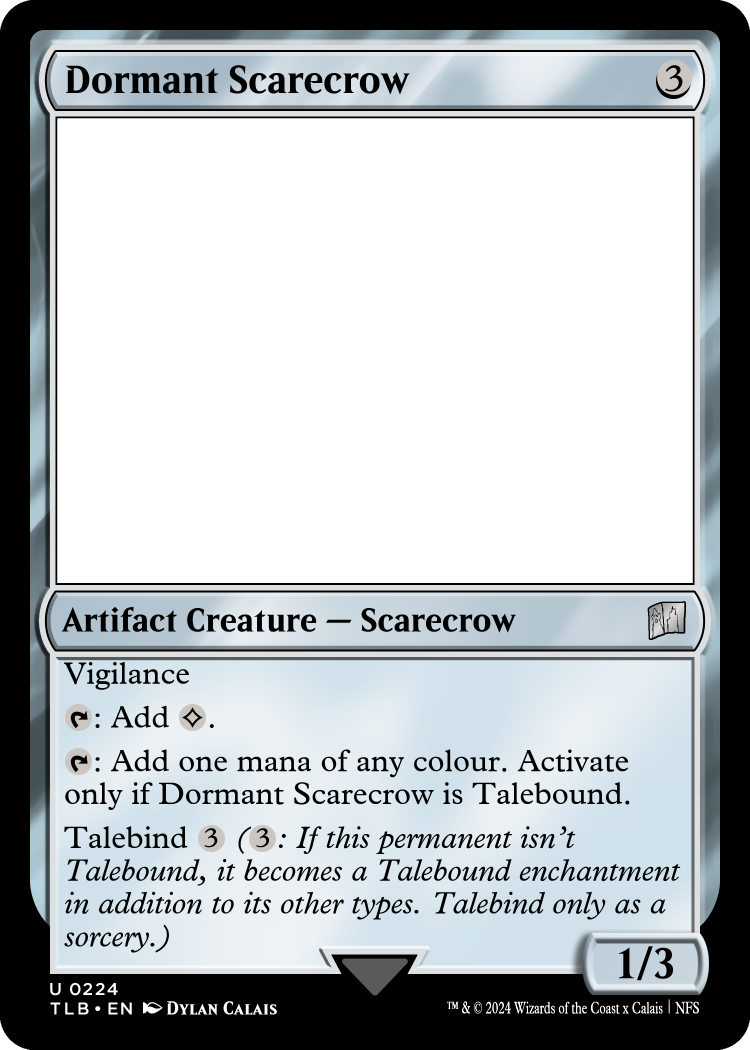 Dormant Scarecrow 3
Artifact Creature — Scarecrow
Vigilance
: Add .
: Add one mana of any colour. Activate
only if Dormant Scarecrow is Talebound.
Talebind 3 (3: If this permanent isn't
Talebound, it becomes a Talebound enchantment
in addition to its other types. Talebind only as a
sorcery.)
1/3
U 0224
TLB • EN Dylan Calais
™ & © 2024 Wizards of the Coast x Calais | NFS